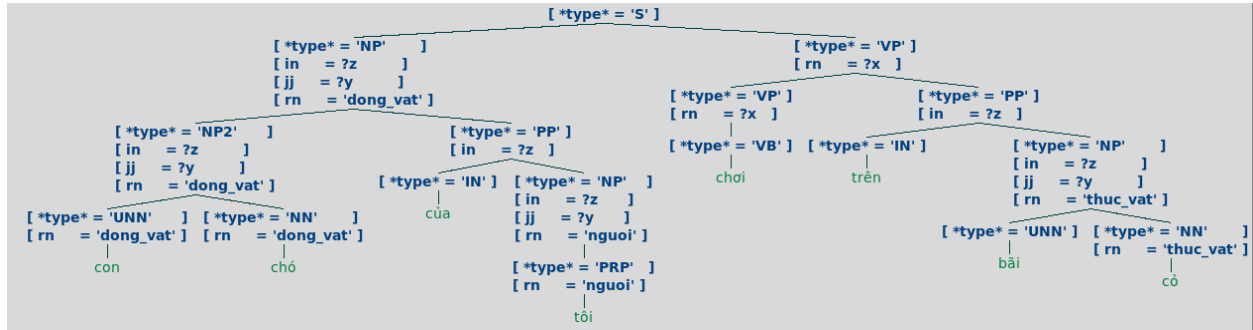 [ *type* = 'S' ]
[ *type* = 'NP' ]
[ in = ?z ]
[ jj = ?y ]
[ rn = 'dong_vat' ]
[ *type* = 'VP' ]
[ rn = ?x ]
[ *type* = 'NP2' ]
[ in = ?z ]
[ jj = ?y ]
[ rn = 'dong_vat' ]
[ *type* = 'PP' ]
[ in = ?z ]
[ *type* = 'VP' ]
[ rn = ?x ]
[ *type* = 'PP' ]
[ in = ?z ]
[ *type* = 'UNN' ]
[ rn = 'dong_vat' ]
con
[ *type* = 'NN' ]
[ rn = 'dong_vat' ]
chó
[ *type* = 'IN' ]
của
[ *type* = 'NP' ]
[ in = ?z ]
[ jj = ?y ]
[ rn = 'nguoi' ]
[ *type* = 'PRP' ]
[ rn = 'nguoi' ]
tôi
[ *type* = 'VB' ]
chơi
[ *type* = 'IN' ]
trên
[ *type* = 'NP' ]
[ in = ?z ]
[ jj = ?y ]
[ rn = 'thuc_vat' ]
[ *type* = 'UNN' ]
bãi
[ *type* = 'NN' ]
[ rn = 'thuc_vat' ]
cỏ